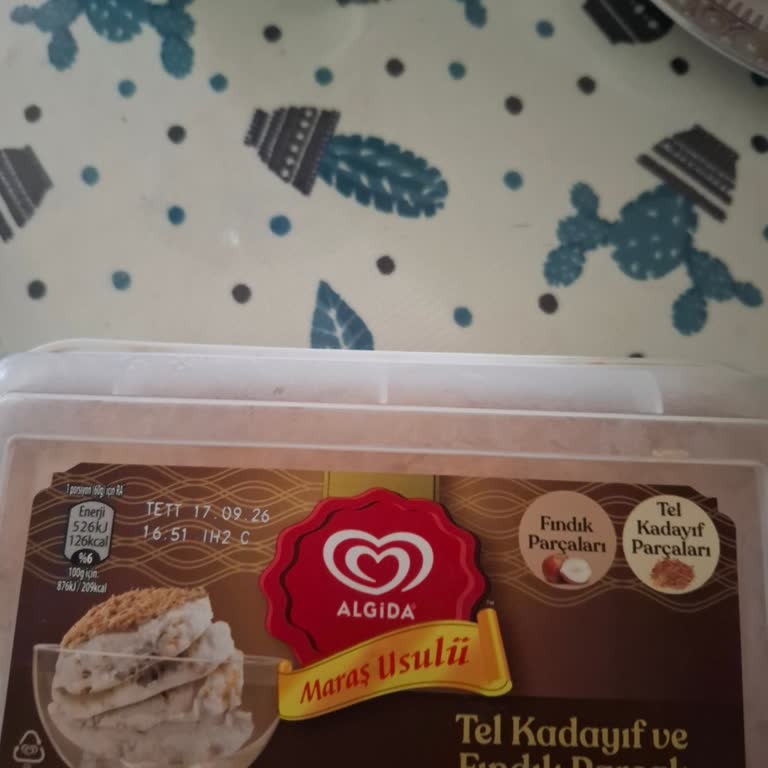 1 porsiyon (60g) için RA
Enerji
526kJ
126kcal
%6
100g için:
876kJ / 209kcal
TETT 17.09.26
16.51 IH2 C
ALGiDA
Maraş Usulü
Fındık
Parçaları
Tel
Kadayıf
Parçaları
Tel Kadayıf ve